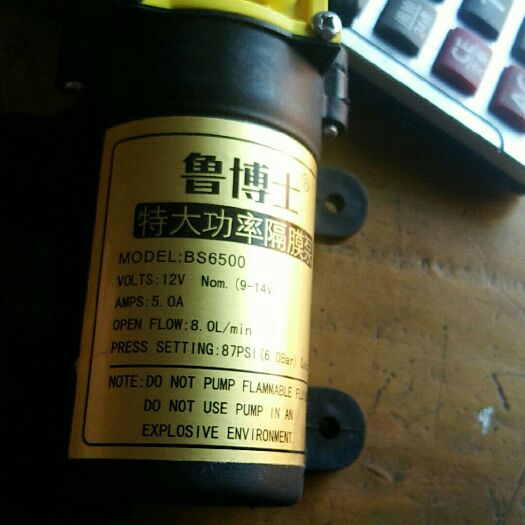 鲁博士®
特大功率隔膜泵
MODEL:BS6500
VOLTS:12V Nom.(9-14V
AMPS:5.0A
OPEN FLOW:8.0L/min
PRESS SETTING:87PSI(6.0Bar)
NOTE:DO NOT PUMP FLAMMABLE
DO NOT USE PUMP IN AN
EXPLOSIVE ENVIRONMENT.
CE